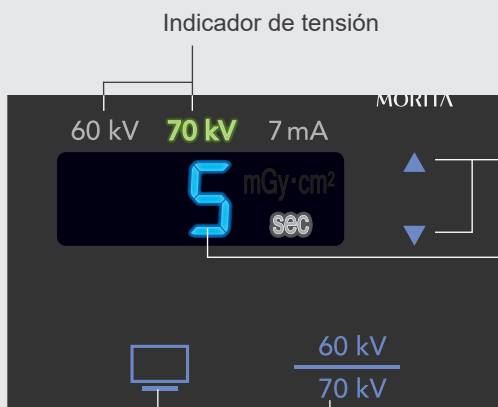 Indicador de tensión
MORITA
60 kV 70 kV 7 mA
5 mGy·cm²
sec
60 kV
70 kV